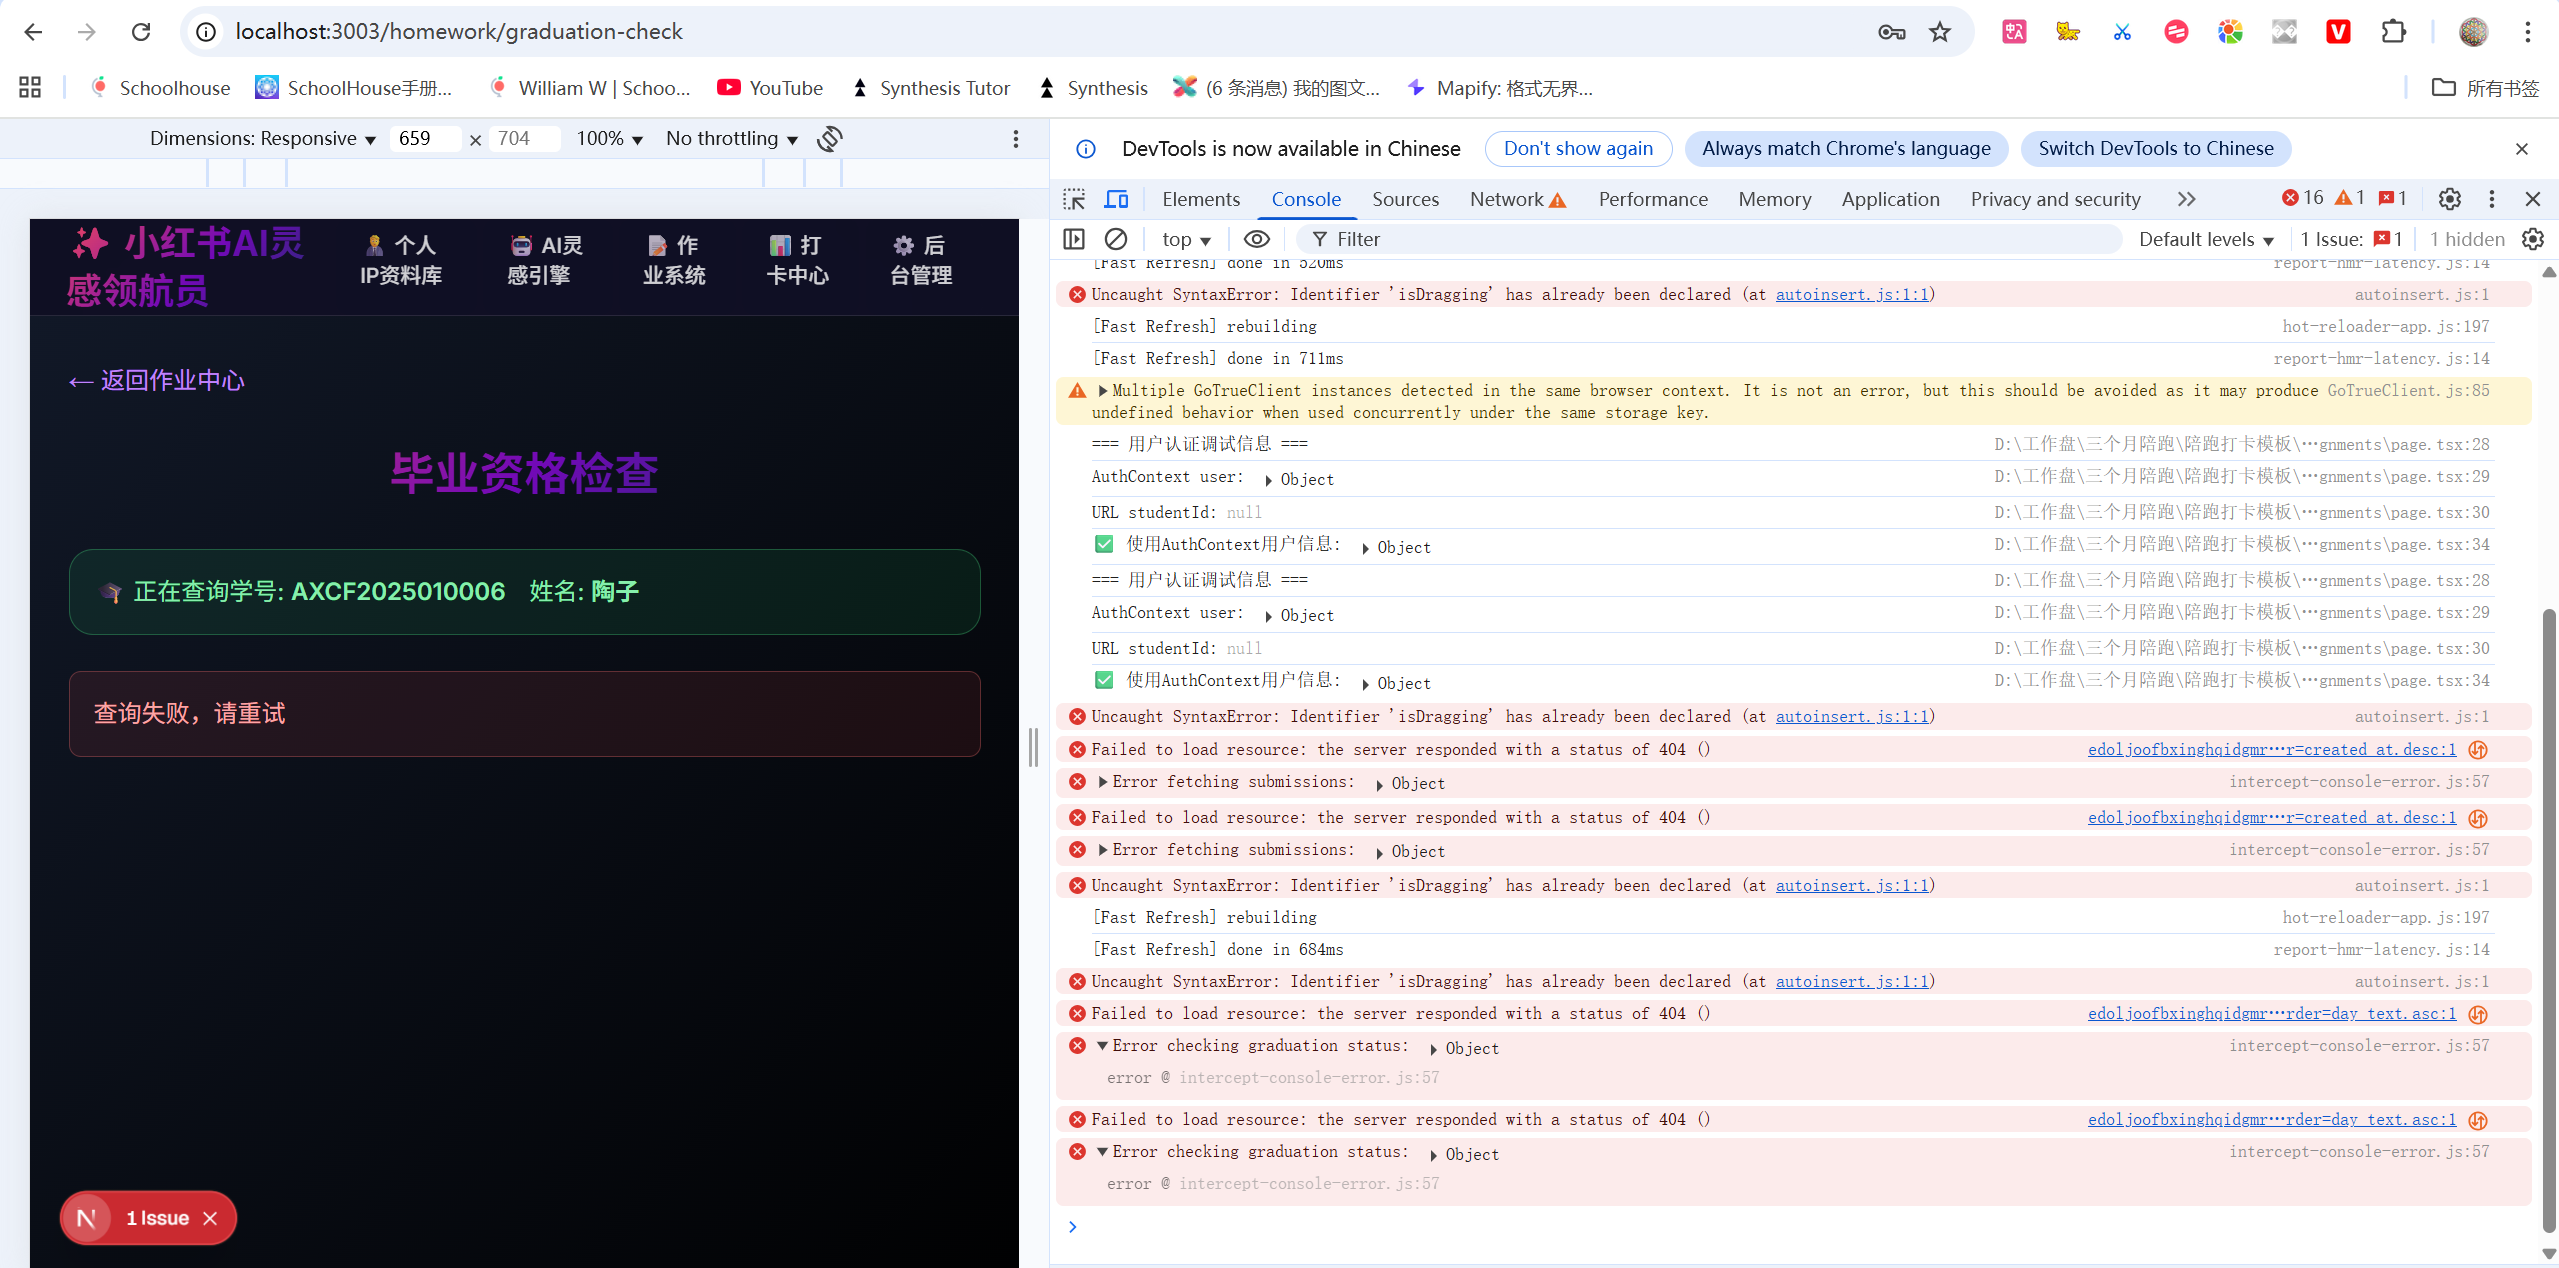 localhost:3003/homework/graduation-check
Schoolhouse
SchoolHouse手册...
William W | Schoo...
YouTube
Synthesis Tutor
Synthesis
(6 条消息) 我的图文...
Mapify: 格式无界...
所有书签
Dimensions: Responsive
659 × 704
100%
No throttling
✨ 小红书AI灵
感领航员
个人
IP资料库
AI灵
感引擎
作
业系统
打
卡中心
后
台管理
← 返回作业中心
毕业资格检查
🎓 正在查询学号: AXCF2025010006 姓名: 陶子
查询失败，请重试
N 1 Issue ×
DevTools is now available in Chinese
Don't show again
Always match Chrome's language
Switch DevTools to Chinese
Elements Console Sources Network Performance Memory Application Privacy and security
16 1 1
top
Filter
Default levels
1 Issue: 1
1 hidden
[Fast Refresh] done in 520ms report-hmr-latency.js:14
Uncaught SyntaxError: Identifier 'isDragging' has already been declared (at autoinsert.js:1:1) autoinsert.js:1
[Fast Refresh] rebuilding hot-reloader-app.js:197
[Fast Refresh] done in 711ms report-hmr-latency.js:14
Multiple GoTrueClient instances detected in the same browser context. It is not an error, but this should be avoided as it may produce GoTrueClient.js:85
undefined behavior when used concurrently under the same storage key.
=== 用户认证调试信息 === D:\工作盘\三个月陪跑\陪跑打卡模板\…gnments\page.tsx:28
AuthContext user: Object D:\工作盘\三个月陪跑\陪跑打卡模板\…gnments\page.tsx:29
URL studentId: null D:\工作盘\三个月陪跑\陪跑打卡模板\…gnments\page.tsx:30
✅ 使用AuthContext用户信息: Object D:\工作盘\三个月陪跑\陪跑打卡模板\…gnments\page.tsx:34
=== 用户认证调试信息 === D:\工作盘\三个月陪跑\陪跑打卡模板\…gnments\page.tsx:28
AuthContext user: Object D:\工作盘\三个月陪跑\陪跑打卡模板\…gnments\page.tsx:29
URL studentId: null D:\工作盘\三个月陪跑\陪跑打卡模板\…gnments\page.tsx:30
✅ 使用AuthContext用户信息: Object D:\工作盘\三个月陪跑\陪跑打卡模板\…gnments\page.tsx:34
Uncaught SyntaxError: Identifier 'isDragging' has already been declared (at autoinsert.js:1:1) autoinsert.js:1
Failed to load resource: the server responded with a status of 404 () edoljoofbxinghqidgmr…r=created_at.desc:1
Error fetching submissions: Object intercept-console-error.js:57
Failed to load resource: the server responded with a status of 404 () edoljoofbxinghqidgmr…r=created_at.desc:1
Error fetching submissions: Object intercept-console-error.js:57
Uncaught SyntaxError: Identifier 'isDragging' has already been declared (at autoinsert.js:1:1) autoinsert.js:1
[Fast Refresh] rebuilding hot-reloader-app.js:197
[Fast Refresh] done in 684ms report-hmr-latency.js:14
Uncaught SyntaxError: Identifier 'isDragging' has already been declared (at autoinsert.js:1:1) autoinsert.js:1
Failed to load resource: the server responded with a status of 404 () edoljoofbxinghqidgmr…rder=day_text.asc:1
Error checking graduation status: Object intercept-console-error.js:57
error @ intercept-console-error.js:57
Failed to load resource: the server responded with a status of 404 () edoljoofbxinghqidgmr…rder=day_text.asc:1
Error checking graduation status: Object intercept-console-error.js:57
error @ intercept-console-error.js:57